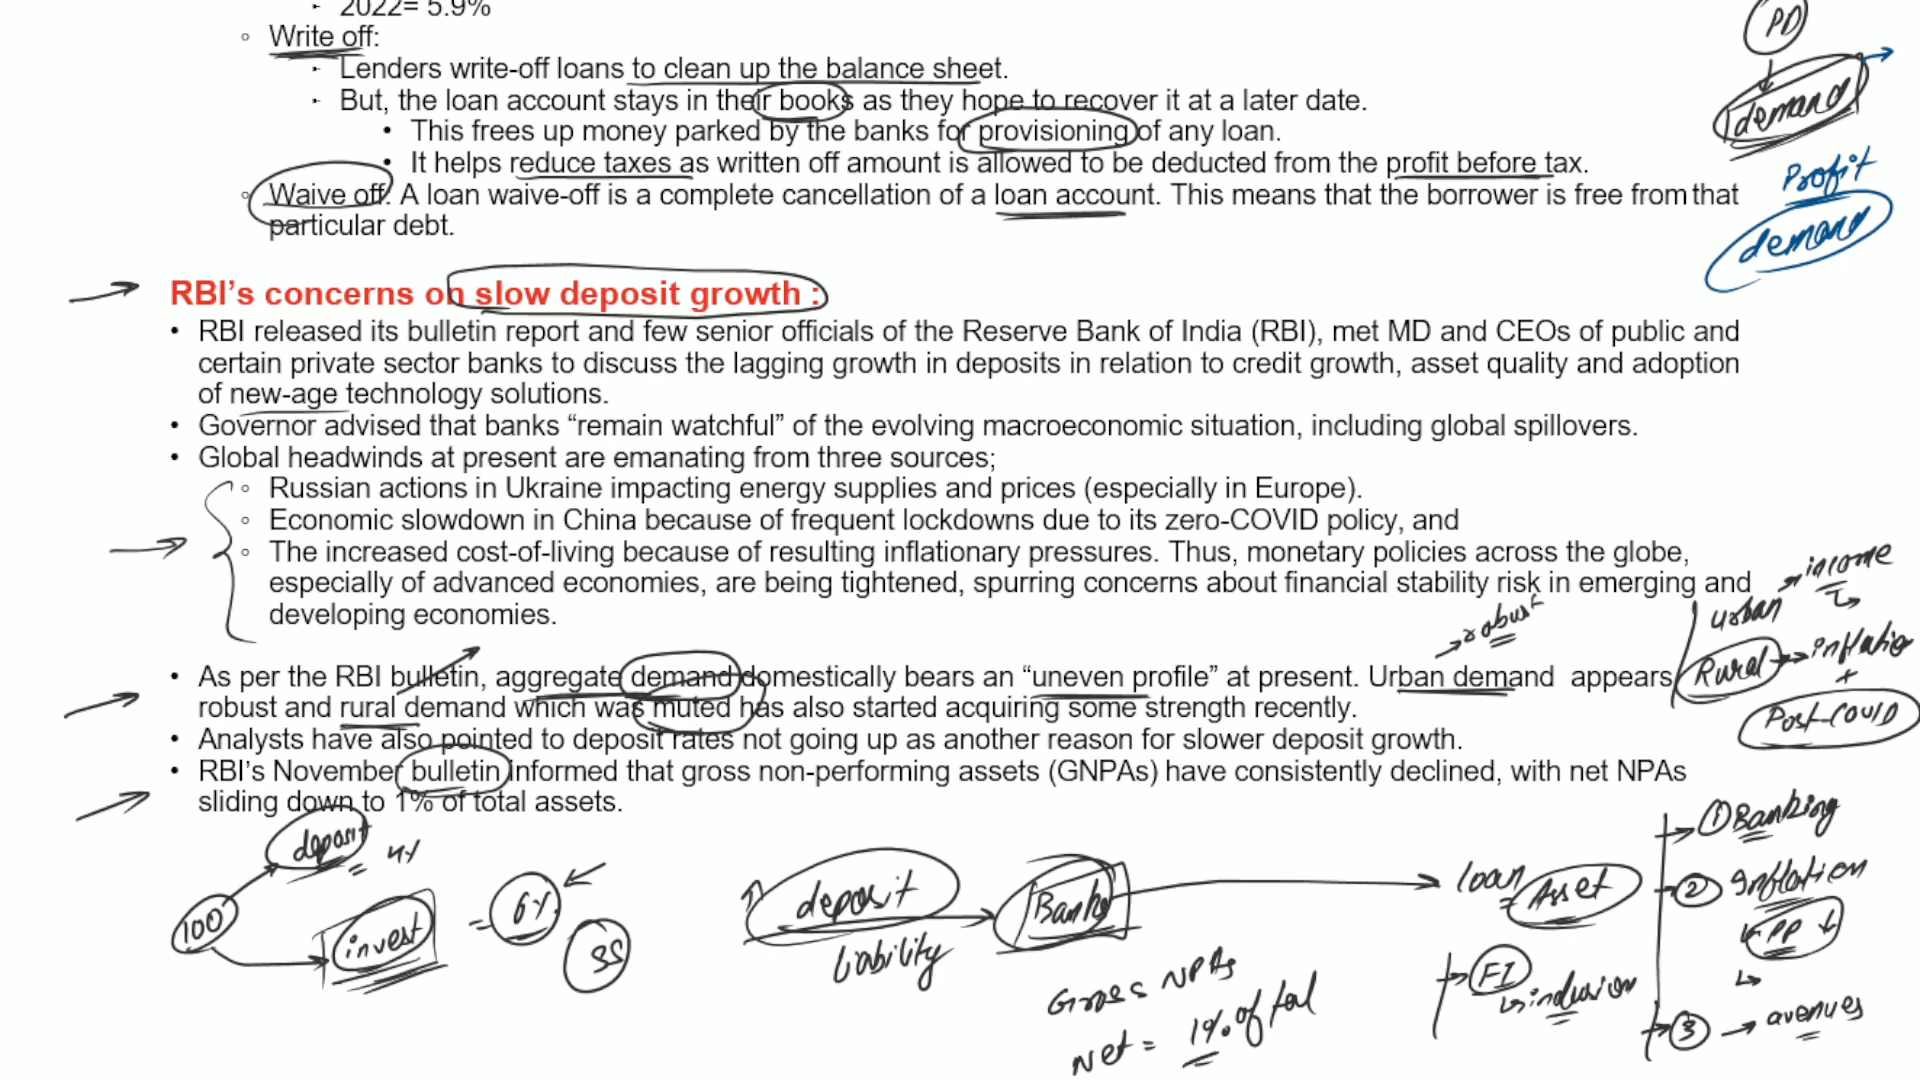 - 2022= 5.9%
◦ Write off:
- Lenders write-off loans to clean up the balance sheet.
- But, the loan account stays in their books as they hope to recover it at a later date.
• This frees up money parked by the banks for provisioning of any loan.
• It helps reduce taxes as written off amount is allowed to be deducted from the profit before tax.
◦ Waive off: A loan waive-off is a complete cancellation of a loan account. This means that the borrower is free from that
particular debt.
PD
demand
Profit
demand
RBI’s concerns on slow deposit growth :
• RBI released its bulletin report and few senior officials of the Reserve Bank of India (RBI), met MD and CEOs of public and
certain private sector banks to discuss the lagging growth in deposits in relation to credit growth, asset quality and adoption
of new-age technology solutions.
• Governor advised that banks “remain watchful” of the evolving macroeconomic situation, including global spillovers.
• Global headwinds at present are emanating from three sources;
◦ Russian actions in Ukraine impacting energy supplies and prices (especially in Europe).
◦ Economic slowdown in China because of frequent lockdowns due to its zero-COVID policy, and
◦ The increased cost-of-living because of resulting inflationary pressures. Thus, monetary policies across the globe,
especially of advanced economies, are being tightened, spurring concerns about financial stability risk in emerging and
developing economies.
robust
urban income
Rural inflation
+
Post-COVID
• As per the RBI bulletin, aggregate demand domestically bears an “uneven profile” at present. Urban demand appears
robust and rural demand which was muted has also started acquiring some strength recently.
• Analysts have also pointed to deposit rates not going up as another reason for slower deposit growth.
• RBI’s November bulletin informed that gross non-performing assets (GNPAs) have consistently declined, with net NPAs
sliding down to 1% of total assets.
deposit 4%
100
invest = 6%
SS
deposit Banks loan Asset
liability
Gross NPAs
Net = 1% of
FI
inclusion
① Banking
② Inflation
PP ↓
③ → avenues